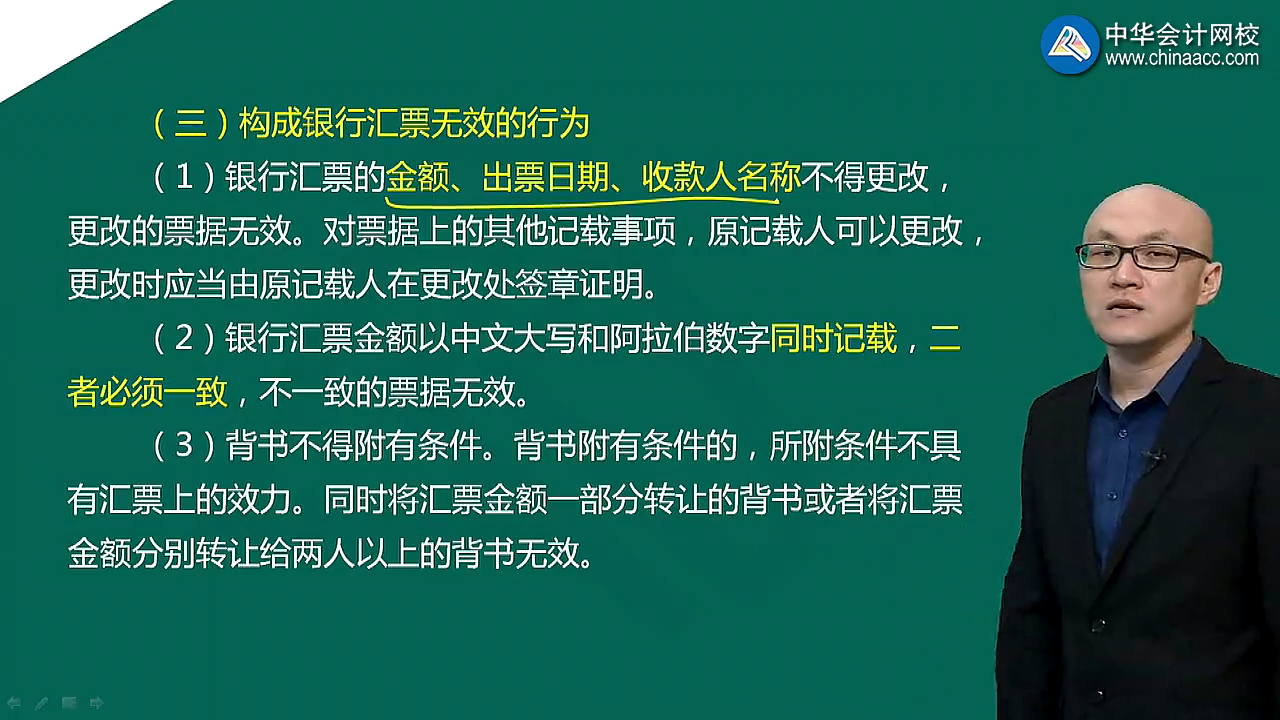 中华会计网校
www.chinaacc.com
（三）构成银行汇票无效的行为
（1）银行汇票的金额、出票日期、收款人名称不得更改，
更改的票据无效。对票据上的其他记载事项，原记载人可以更改，
更改时应当由原记载人在更改处签章证明。
（2）银行汇票金额以中文大写和阿拉伯数字同时记载，二
者必须一致，不一致的票据无效。
（3）背书不得附有条件。背书附有条件的，所附条件不具
有汇票上的效力。同时将汇票金额一部分转让的背书或者将汇票
金额分别转让给两人以上的背书无效。